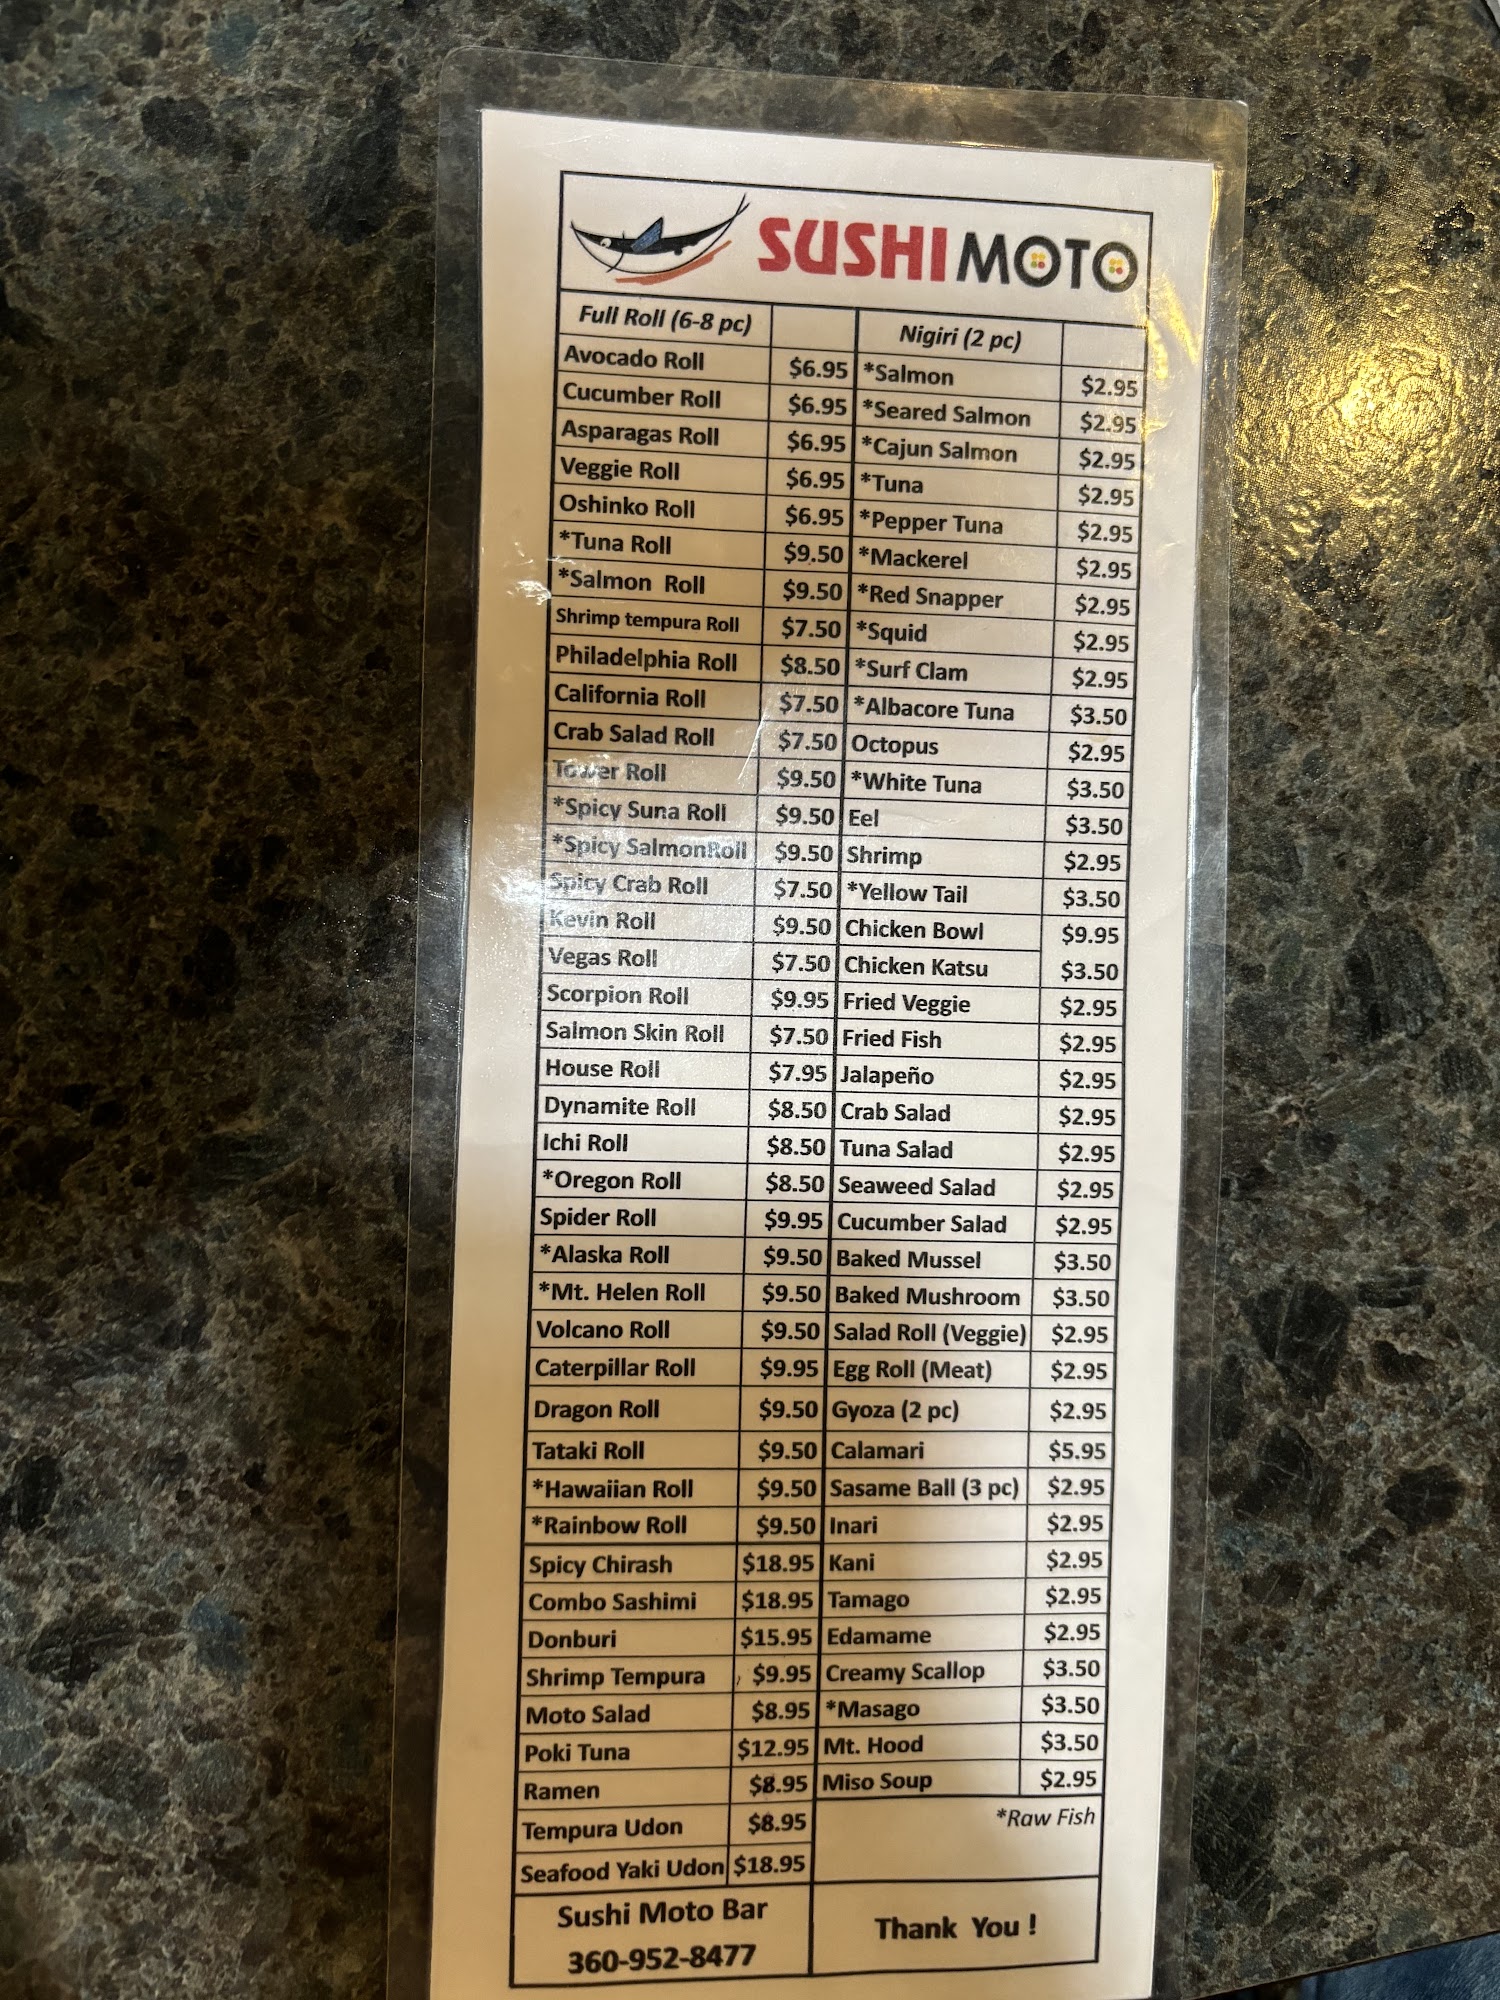 SUSHI MOTO
Full Roll (6-8 pc) Nigiri (2 pc)
Avocado Roll $6.95 *Salmon $2.95
Cucumber Roll $6.95 *Seared Salmon $2.95
Asparagas Roll $6.95 *Cajun Salmon $2.95
Veggie Roll $6.95 *Tuna $2.95
Oshinko Roll $6.95 *Pepper Tuna $2.95
*Tuna Roll $9.50 *Mackerel $2.95
*Salmon Roll $9.50 *Red Snapper $2.95
Shrimp tempura Roll $7.50 *Squid $2.95
Philadelphia Roll $8.50 *Surf Clam $2.95
California Roll $7.50 *Albacore Tuna $3.50
Crab Salad Roll $7.50 Octopus $2.95
Tower Roll $9.50 *White Tuna $3.50
*Spicy Suna Roll $9.50 Eel $3.50
*Spicy SalmonRoll $9.50 Shrimp $2.95
Spicy Crab Roll $7.50 *Yellow Tail $3.50
Kevin Roll $9.50 Chicken Bowl $9.95
Vegas Roll $7.50 Chicken Katsu $3.50
Scorpion Roll $9.95 Fried Veggie $2.95
Salmon Skin Roll $7.50 Fried Fish $2.95
House Roll $7.95 Jalapeño $2.95
Dynamite Roll $8.50 Crab Salad $2.95
Ichi Roll $8.50 Tuna Salad $2.95
*Oregon Roll $8.50 Seaweed Salad $2.95
Spider Roll $9.95 Cucumber Salad $2.95
*Alaska Roll $9.50 Baked Mussel $3.50
*Mt. Helen Roll $9.50 Baked Mushroom $3.50
Volcano Roll $9.50 Salad Roll (Veggie) $2.95
Caterpillar Roll $9.95 Egg Roll (Meat) $2.95
Dragon Roll $9.50 Gyoza (2 pc) $2.95
Tataki Roll $9.50 Calamari $5.95
*Hawaiian Roll $9.50 Sasame Ball (3 pc) $2.95
*Rainbow Roll $9.50 Inari $2.95
Spicy Chirash $18.95 Kani $2.95
Combo Sashimi $18.95 Tamago $2.95
Donburi $15.95 Edamame $2.95
Shrimp Tempura $9.95 Creamy Scallop $3.50
Moto Salad $8.95 *Masago $3.50
Poki Tuna $12.95 Mt. Hood $3.50
Ramen $8.95 Miso Soup $2.95
Tempura Udon $8.95 *Raw Fish
Seafood Yaki Udon $18.95
Sushi Moto Bar Thank You !
360-952-8477